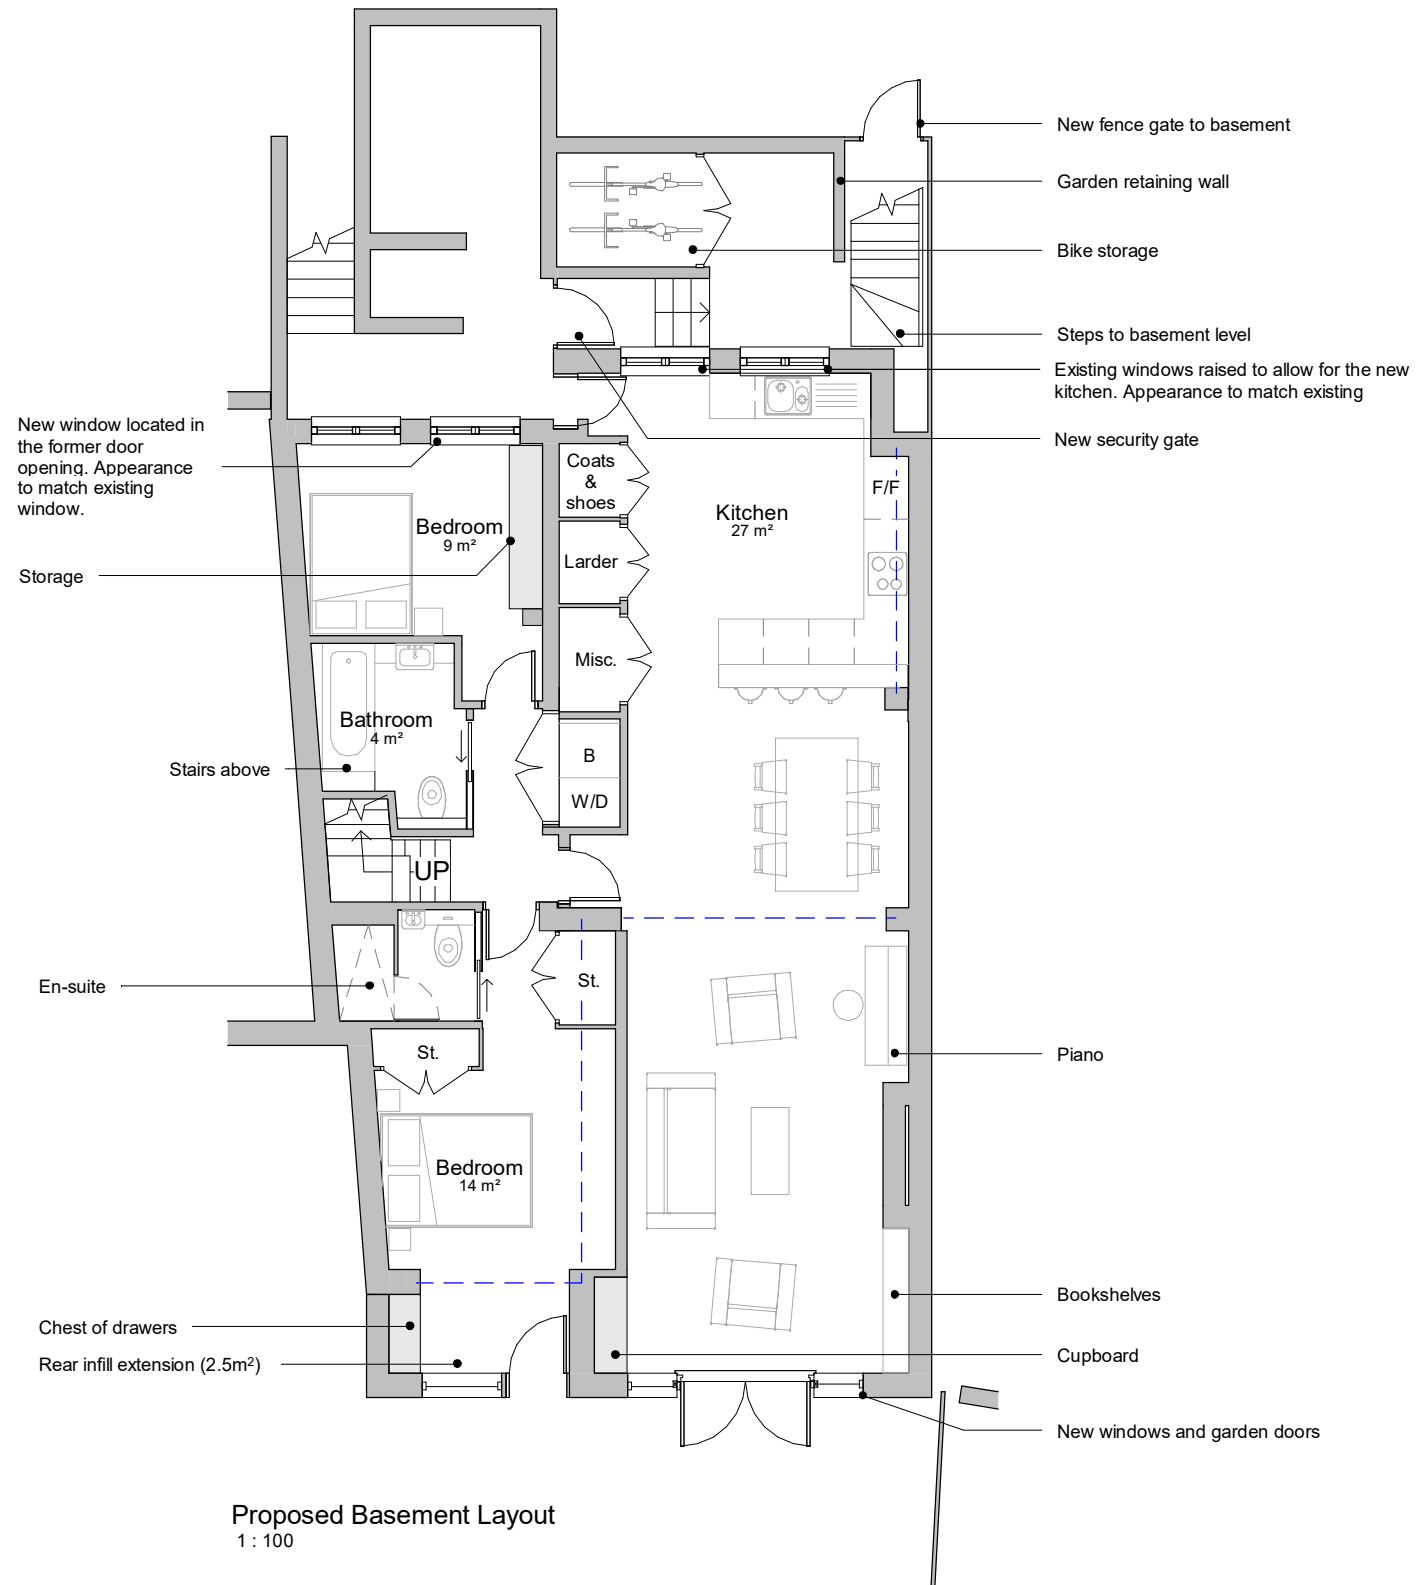 New fence gate to basement
Garden retaining wall
Bike storage
Steps to basement level
Existing windows raised to allow for the new
kitchen. Appearance to match existing
New security gate
New window located in
the former door
opening. Appearance
to match existing
window.
Storage
Coats
&
shoes
Larder
Misc.
B
W/D
Kitchen
27 m²
F/F
Bedroom
9 m²
Bathroom
4 m²
Stairs above
UP
En-suite
St.
St.
Piano
Bedroom
14 m²
Bookshelves
Chest of drawers
Rear infill extension (2.5m²)
Cupboard
New windows and garden doors
Proposed Basement Layout
1 : 100